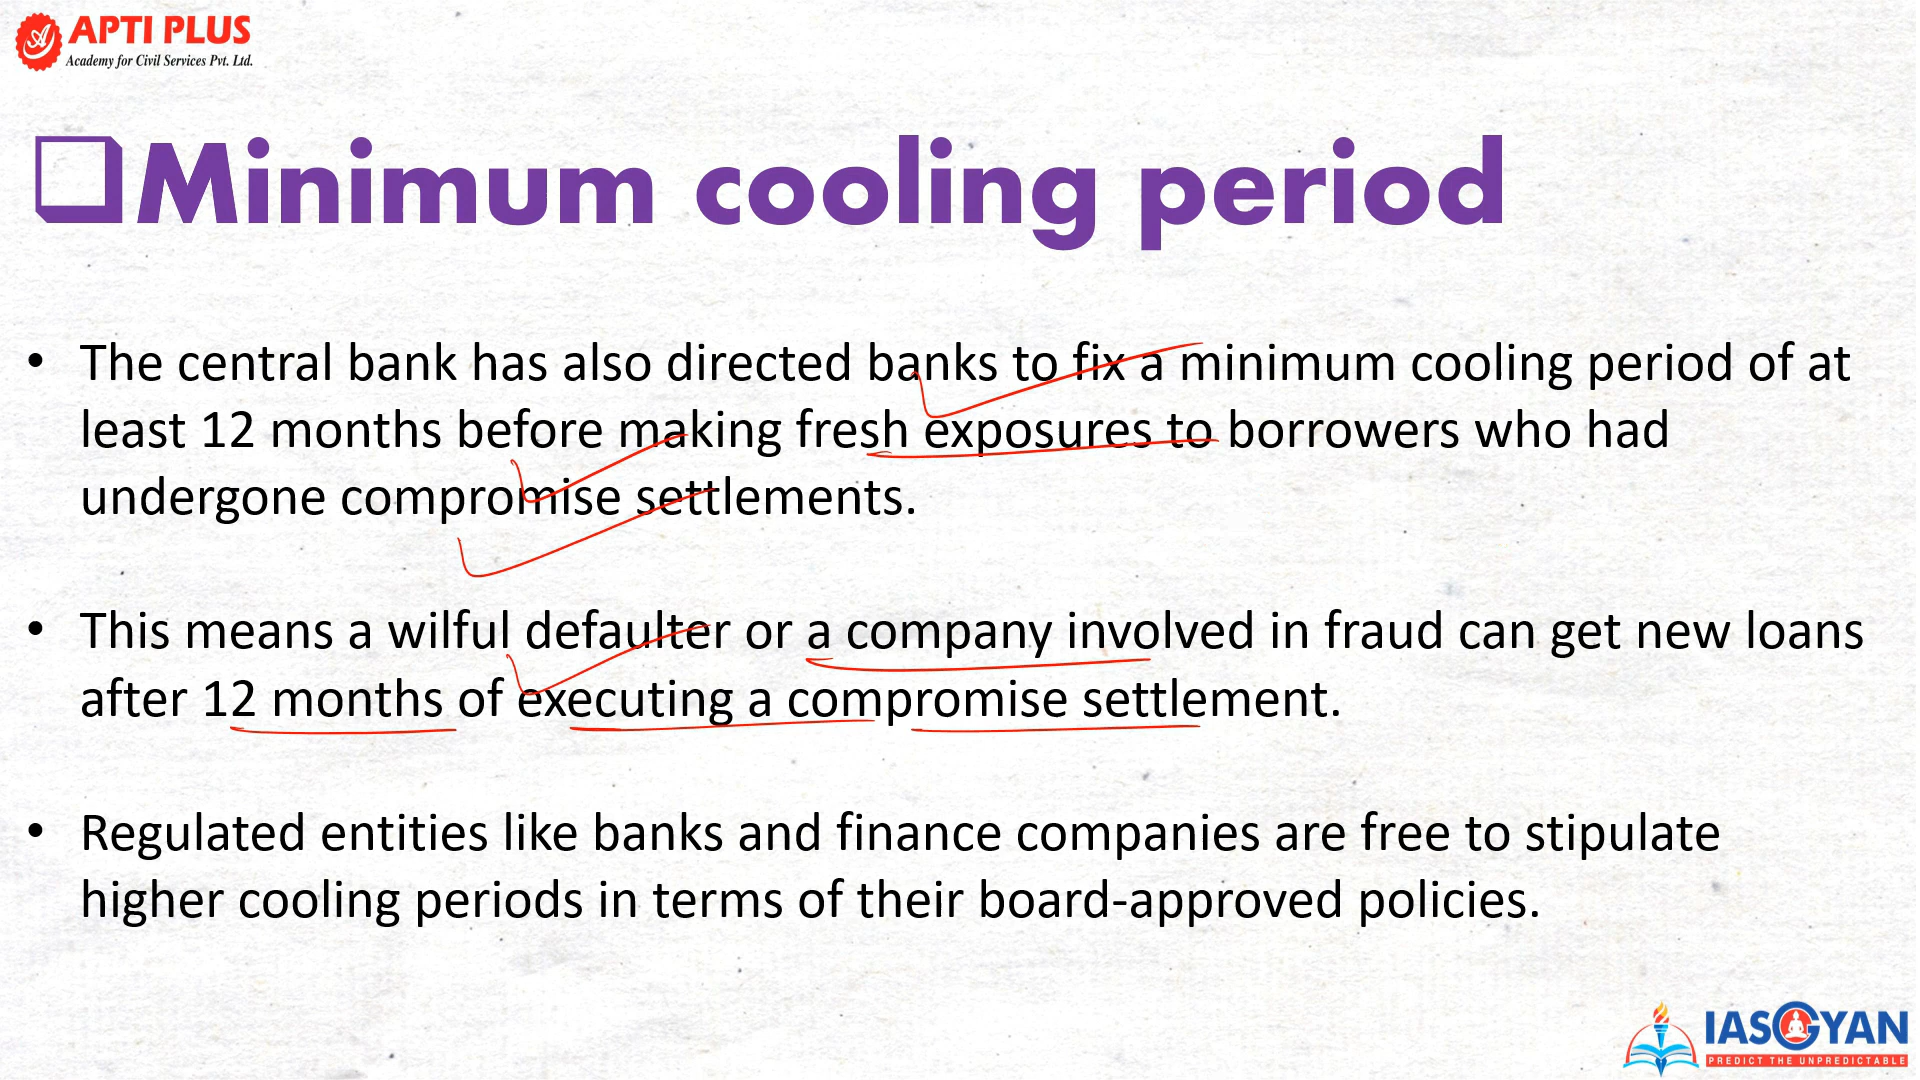 APTI PLUS
Academy for Civil Services Pvt. Ltd.
Minimum cooling period
• The central bank has also directed banks to fix a minimum cooling period of at
least 12 months before making fresh exposures to borrowers who had
undergone compromise settlements.
• This means a wilful defaulter or a company involved in fraud can get new loans
after 12 months of executing a compromise settlement.
• Regulated entities like banks and finance companies are free to stipulate
higher cooling periods in terms of their board-approved policies.
IASGYAN
PREDICT THE UNPREDICTABLE